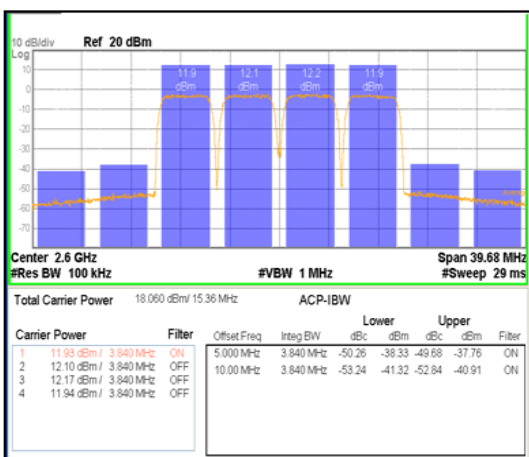 10 dB/div Ref 20 dBm
Log
10
0
-10
-20
-30
-40
-50
-60
-70
11.9 dBm
12.1 dBm
12.2 dBm
11.9 dBm
Center 2.6 GHz Span 39.68 MHz
#Res BW 100 kHz #VBW 1 MHz #Sweep 29 ms
Total Carrier Power 18.060 dBm/ 15.36 MHz ACP-IBW
Lower Upper
Carrier Power Filter Offset Freq Integ BW dBc dBm dBc dBm Filter
1 11.93 dBm / 3.840 MHz ON 5.000 MHz 3.840 MHz -50.26 -38.33 -49.68 -37.76 ON
2 12.10 dBm / 3.840 MHz OFF 10.00 MHz 3.840 MHz -53.24 -41.32 -52.84 -40.91 ON
3 12.17 dBm / 3.840 MHz OFF
4 11.94 dBm / 3.840 MHz OFF